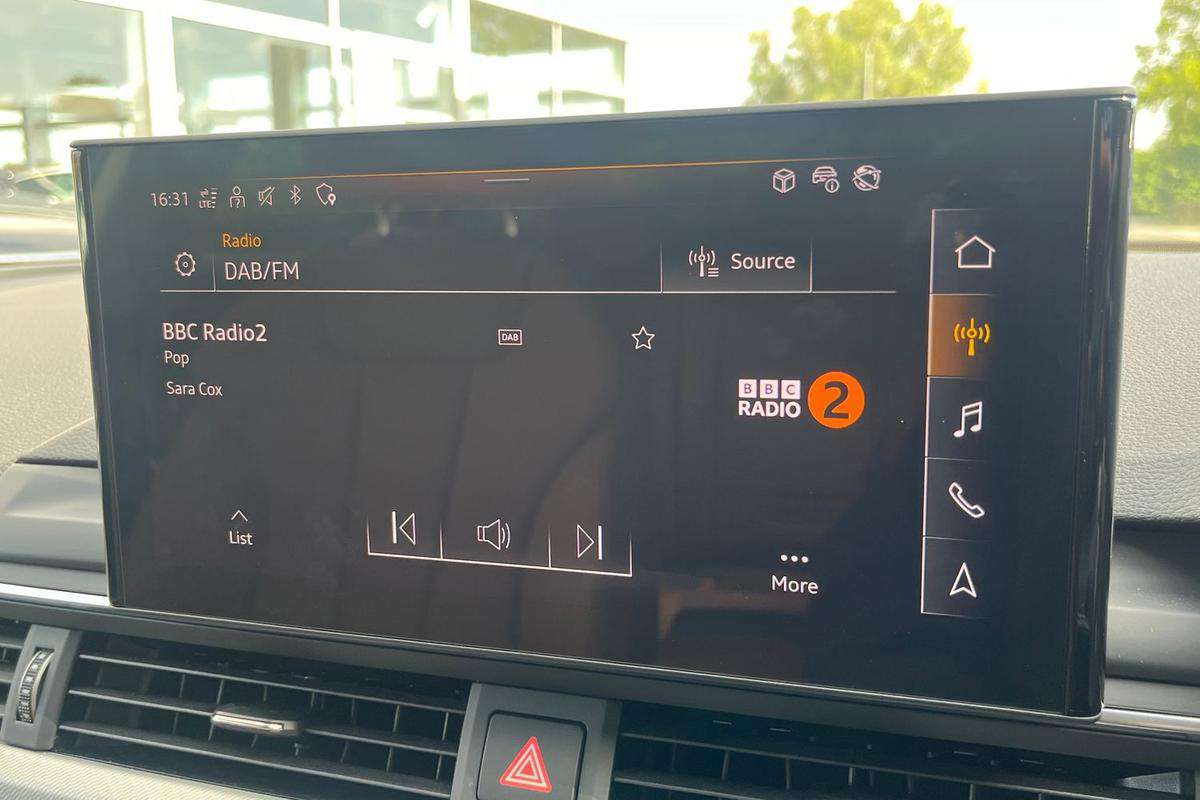 16:31
LTE
?
Radio
DAB/FM
Source
BBC Radio2
DAB
Pop
Sara Cox
BBC
RADIO 2
List
More